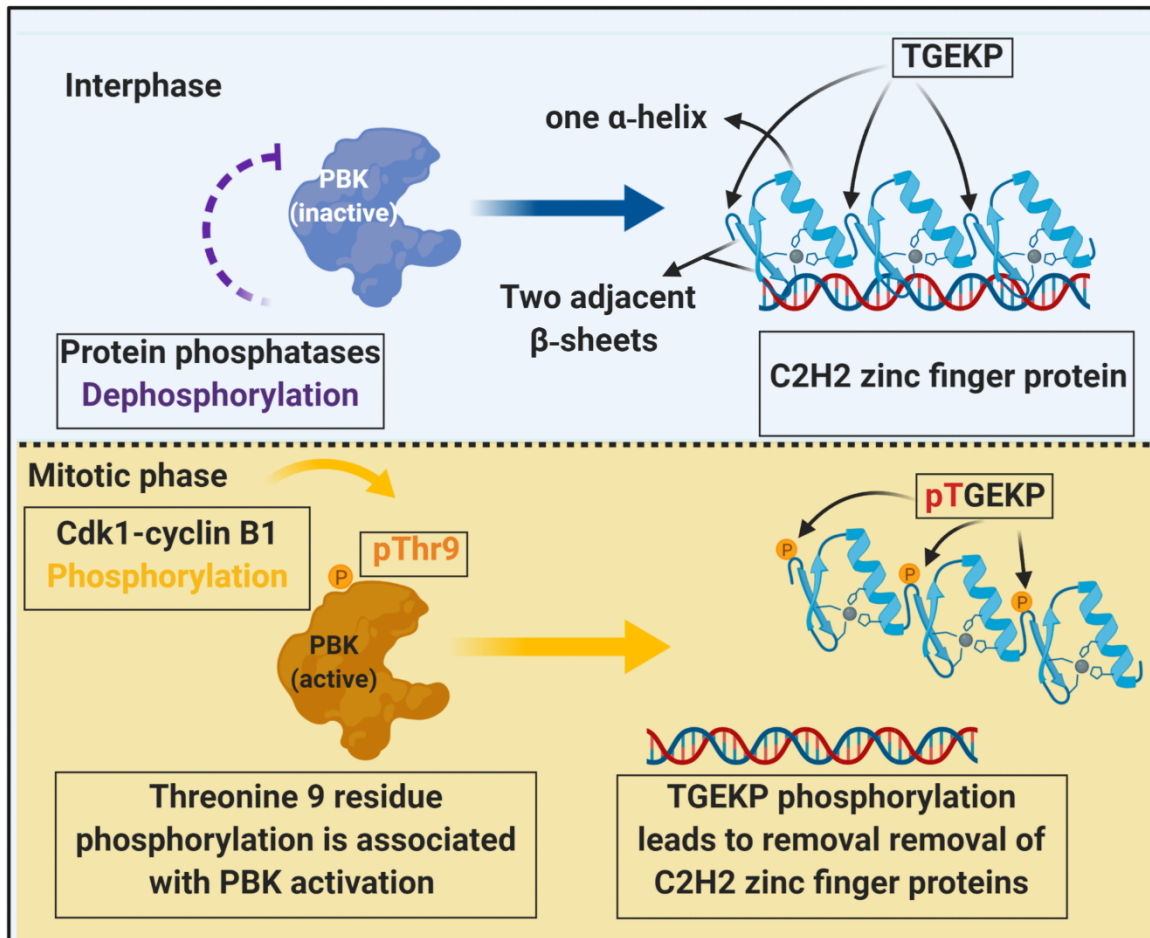 TGEKP
Interphase
one α-helix
PBK
(inactive)
Two adjacent
β-sheets
Protein phosphatases
Dephosphorylation
C2H2 zinc finger protein
Mitotic phase
Cdk1-cyclin B1
Phosphorylation
pThr9
P
PBK
(active)
pTGEKP
P
P
P
Threonine 9 residue
phosphorylation is associated
with PBK activation
TGEKP phosphorylation
leads to removal removal of
C2H2 zinc finger proteins